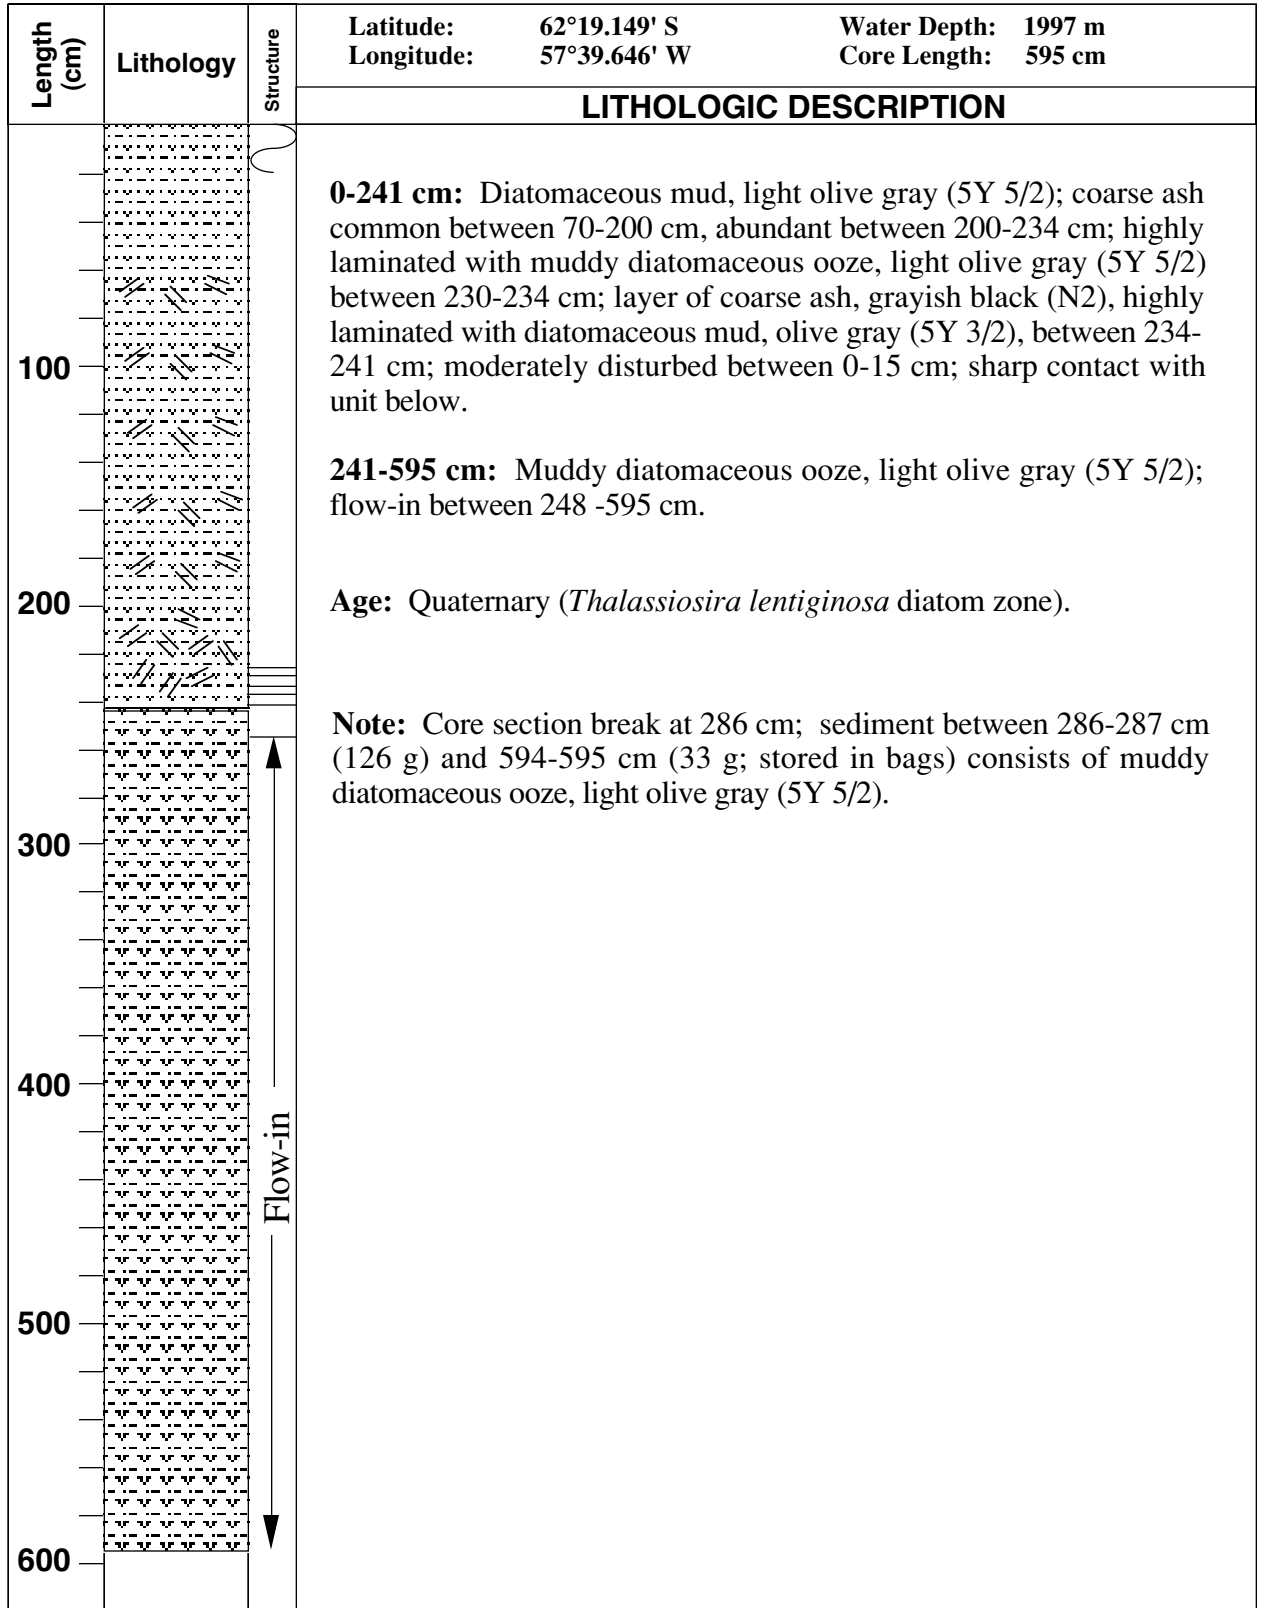 Length (cm)
Lithology
Structure
Latitude: 62°19.149' S Water Depth: 1997 m
Longitude: 57°39.646' W Core Length: 595 cm
LITHOLOGIC DESCRIPTION
0-241 cm: Diatomaceous mud, light olive gray (5Y 5/2); coarse ash
common between 70-200 cm, abundant between 200-234 cm; highly
laminated with muddy diatomaceous ooze, light olive gray (5Y 5/2)
between 230-234 cm; layer of coarse ash, grayish black (N2), highly
laminated with diatomaceous mud, olive gray (5Y 3/2), between 234-
241 cm; moderately disturbed between 0-15 cm; sharp contact with
unit below.
241-595 cm: Muddy diatomaceous ooze, light olive gray (5Y 5/2);
flow-in between 248 -595 cm.
Age: Quaternary (Thalassiosira lentiginosa diatom zone).
Note: Core section break at 286 cm; sediment between 286-287 cm
(126 g) and 594-595 cm (33 g; stored in bags) consists of muddy
diatomaceous ooze, light olive gray (5Y 5/2).
100
200
300
400
500
600
Flow-in